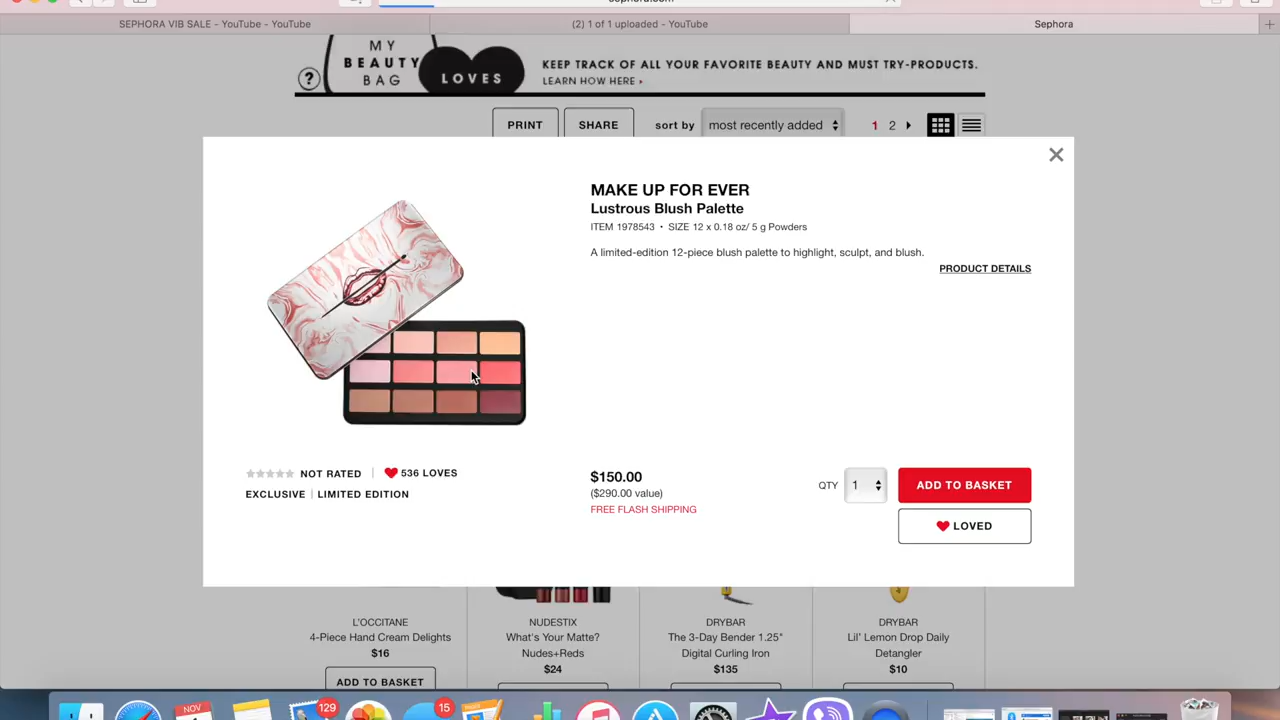 sephora.com
SEPHORA VIB SALE - YouTube - YouTube
(2) 1 of 1 uploaded - YouTube
Sephora
MY
BEAUTY
BAG
LOVES
?
KEEP TRACK OF ALL YOUR FAVORITE BEAUTY AND MUST TRY-PRODUCTS.
LEARN HOW HERE
PRINT
SHARE
sort by
most recently added
1 2
MAKE UP FOR EVER
Lustrous Blush Palette
ITEM 1978543 • SIZE 12 x 0.18 oz/ 5 g Powders
A limited-edition 12-piece blush palette to highlight, sculpt, and blush.
PRODUCT DETAILS
NOT RATED
536 LOVES
EXCLUSIVE | LIMITED EDITION
$150.00
($290.00 value)
FREE FLASH SHIPPING
QTY
1
ADD TO BASKET
LOVED
L'OCCITANE
4-Piece Hand Cream Delights
$16
ADD TO BASKET
NUDESTIX
What's Your Matte?
Nudes+Reds
$24
DRYBAR
The 3-Day Bender 1.25"
Digital Curling Iron
$135
DRYBAR
Lil' Lemon Drop Daily
Detangler
$10
NOV
129
15